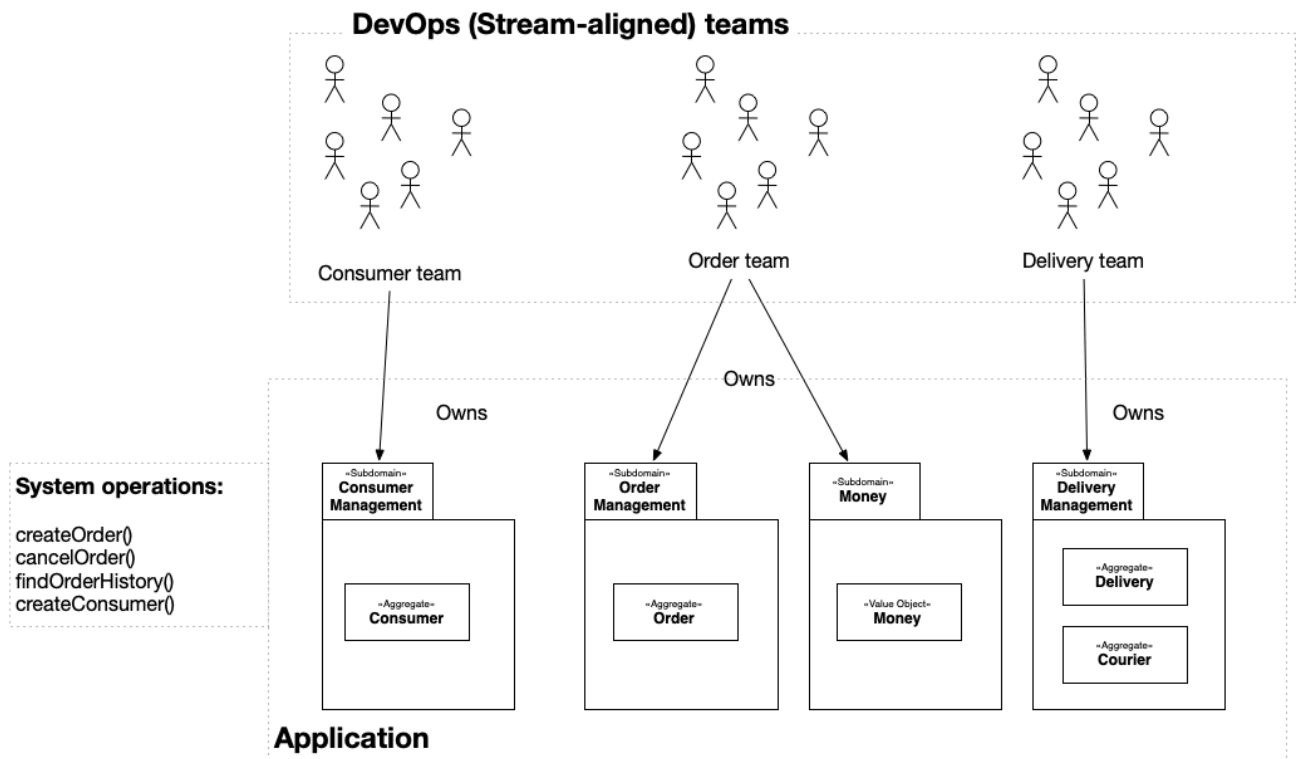 DevOps (Stream-aligned) teams
Consumer team
Order team
Delivery team
Owns
Owns
Owns
System operations:
createOrder()
cancelOrder()
findOrderHistory()
createConsumer()
«Subdomain»
Consumer
Management
«Aggregate»
Consumer
«Subdomain»
Order
Management
«Aggregate»
Order
«Subdomain»
Money
«Value Object»
Money
«Subdomain»
Delivery
Management
«Aggregate»
Delivery
«Aggregate»
Courier
Application